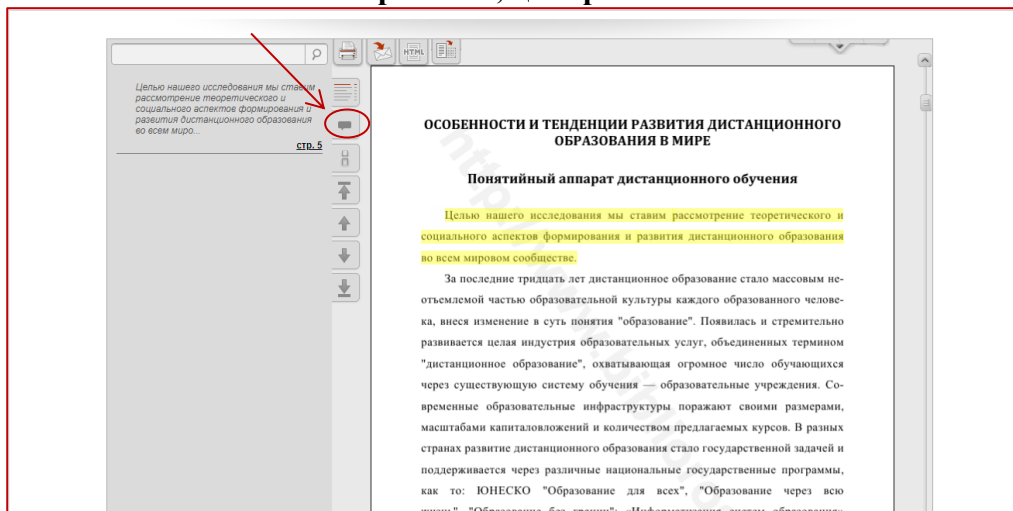 Целью нашего исследования мы ставим
рассмотрение теоретического и
социального аспектов формирования и
развития дистанционного образования
во всем миро...
стр. 5
HTML
ОСОБЕННОСТИ И ТЕНДЕНЦИИ РАЗВИТИЯ ДИСТАНЦИОННОГО
ОБРАЗОВАНИЯ В МИРЕ
Понятийный аппарат дистанционного обучения
Целью нашего исследования мы ставим рассмотрение теоретического и
социального аспектов формирования и развития дистанционного образования
во всем мировом сообществе.
За последние тридцать лет дистанционное образование стало массовым не-
отъемлемой частью образовательной культуры каждого образованного челове-
ка, внеся изменение в суть понятия "образование". Появилась и стремительно
развивается целая индустрия образовательных услуг, объединенных термином
"дистанционное образование", охватывающая огромное число обучающихся
через существующую систему обучения — образовательные учреждения. Со-
временные образовательные инфраструктуры поражают своими размерами,
масштабами капиталовложений и количеством предлагаемых курсов. В разных
странах развитие дистанционного образования стало государственной задачей и
поддерживается через различные национальные государственные программы,
как то: ЮНЕСКО "Образование для всех", "Образование через всю
http://www.biblioro